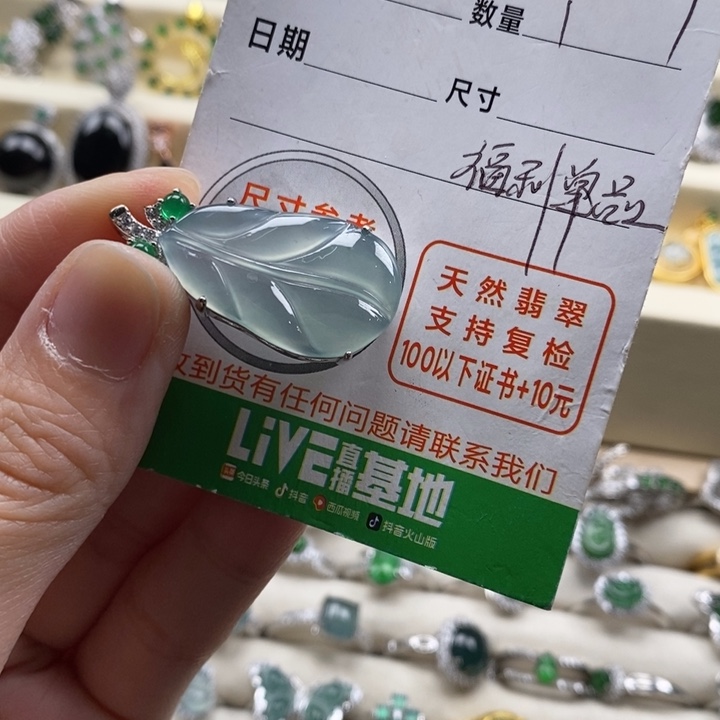 数量
日期
尺寸
福利单品
尺寸参考
天然翡翠
支持复检
100以下证书+10元
收到货有任何问题请联系我们
LiVE直播基地
今日头条 抖音 西瓜视频 抖音火山版